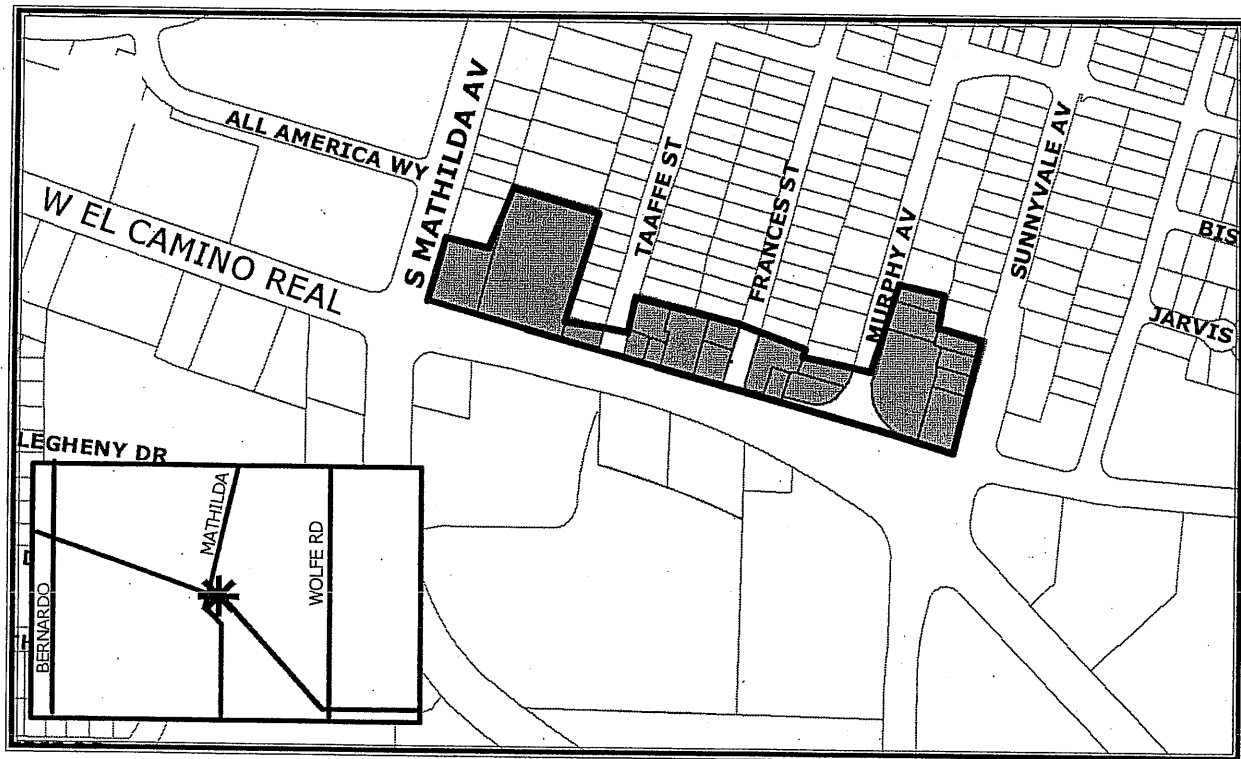 ALL AMERICA WY
W EL CAMINO REAL
S MATHILDA AV
TAAFFE ST
FRANCES ST
MURPHY AV
SUNNYVALE AV
BIS
JARVIS
LEGHENY DR
MATHILDA
WOLFE RD
BERNARDO